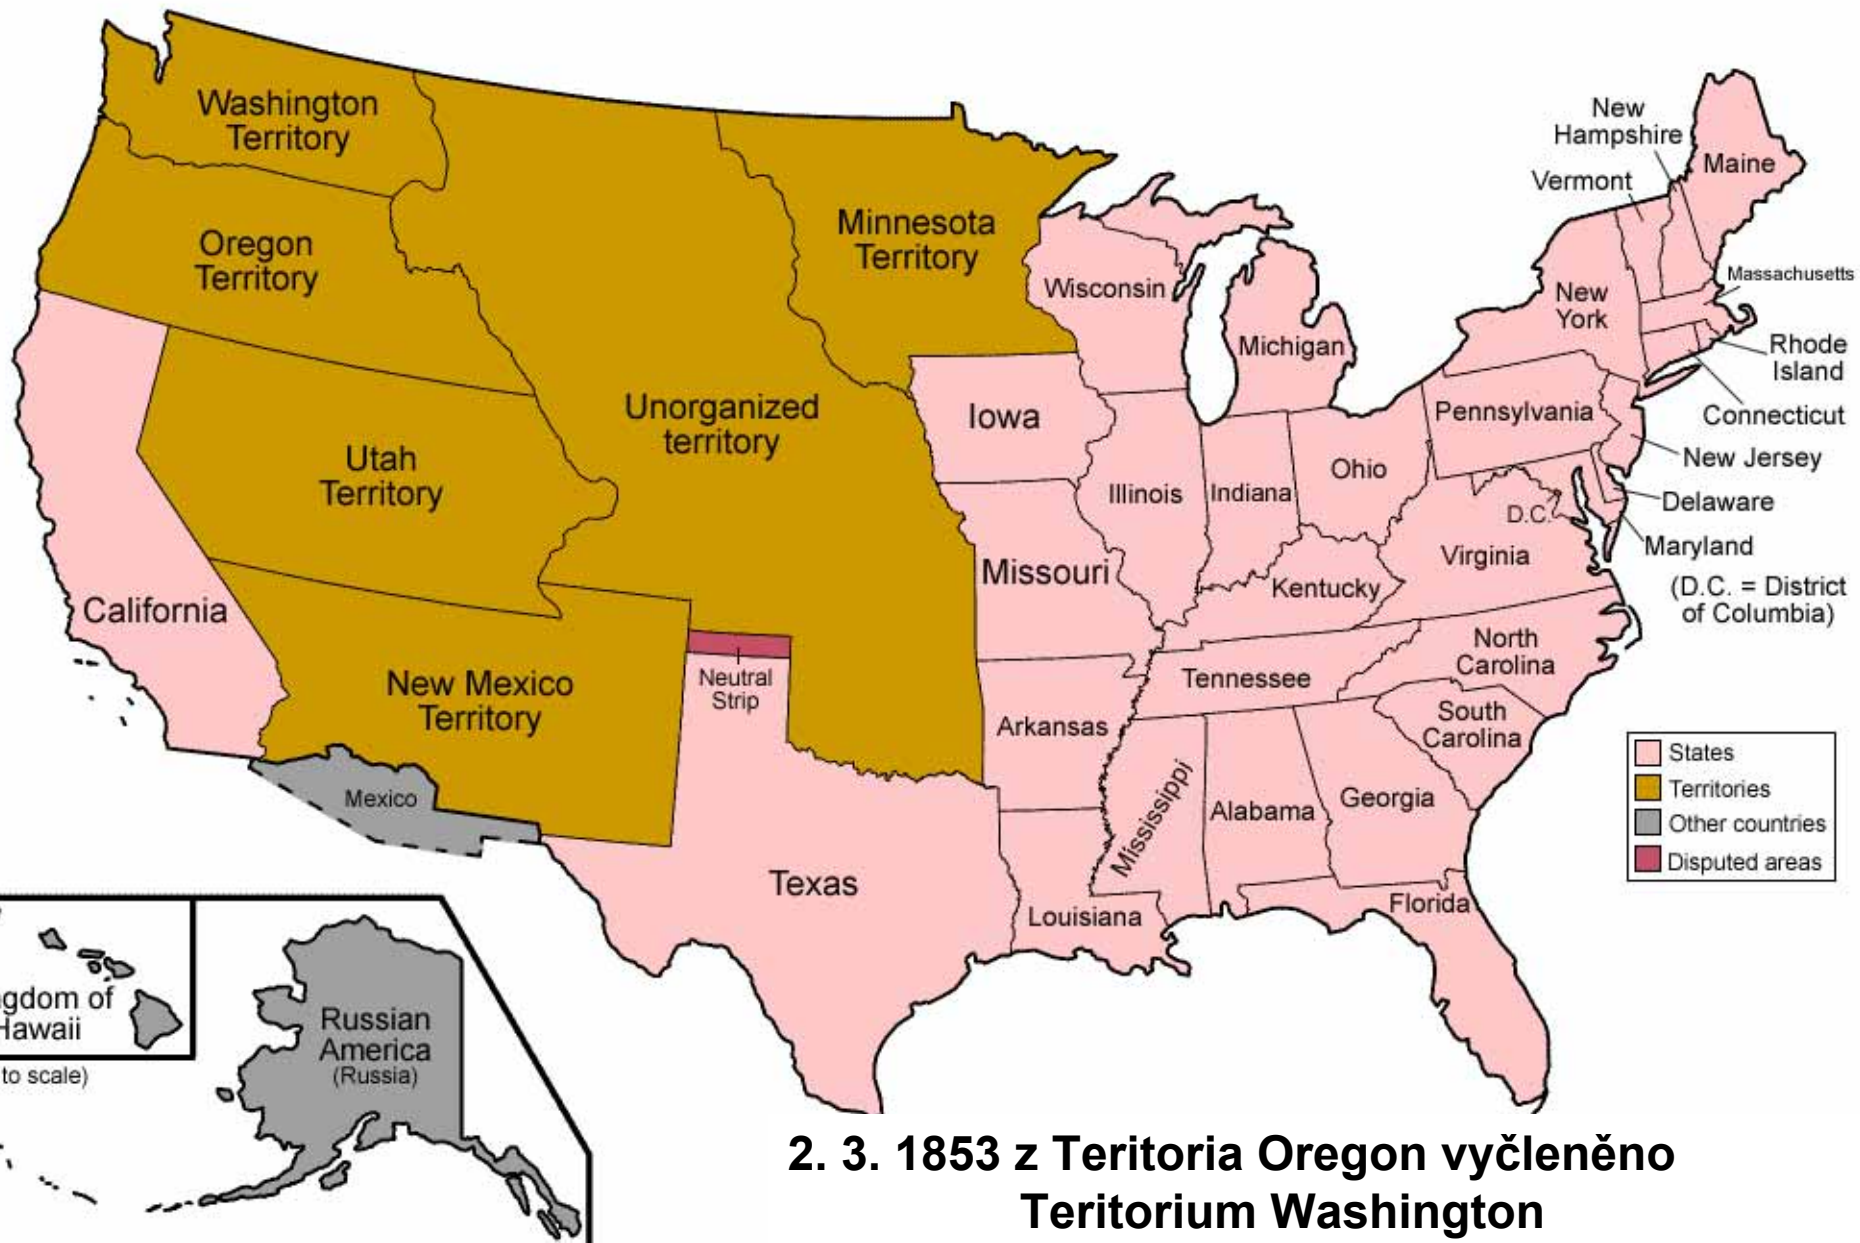 Washington
Territory
Oregon
Territory
Unorganized
territory
Minnesota
Territory
Utah
Territory
California
New Mexico
Territory
Neutral
Strip
Mexico
Texas
Wisconsin
Michigan
Iowa
Illinois
Indiana
Ohio
Missouri
Kentucky
Tennessee
Arkansas
Mississippi
Alabama
Georgia
Louisiana
Florida
New
Hampshire
Vermont
Maine
Massachusetts
New
York
Rhode
Island
Connecticut
Pennsylvania
New Jersey
Delaware
Maryland
D.C.
(D.C. = District
of Columbia)
Virginia
North
Carolina
South
Carolina
States
Territories
Other countries
Disputed areas
gdom of
Hawaii
to scale)
Russian
America
(Russia)
2. 3. 1853 z Teritoria Oregon vyčleněno
Teritorium Washington